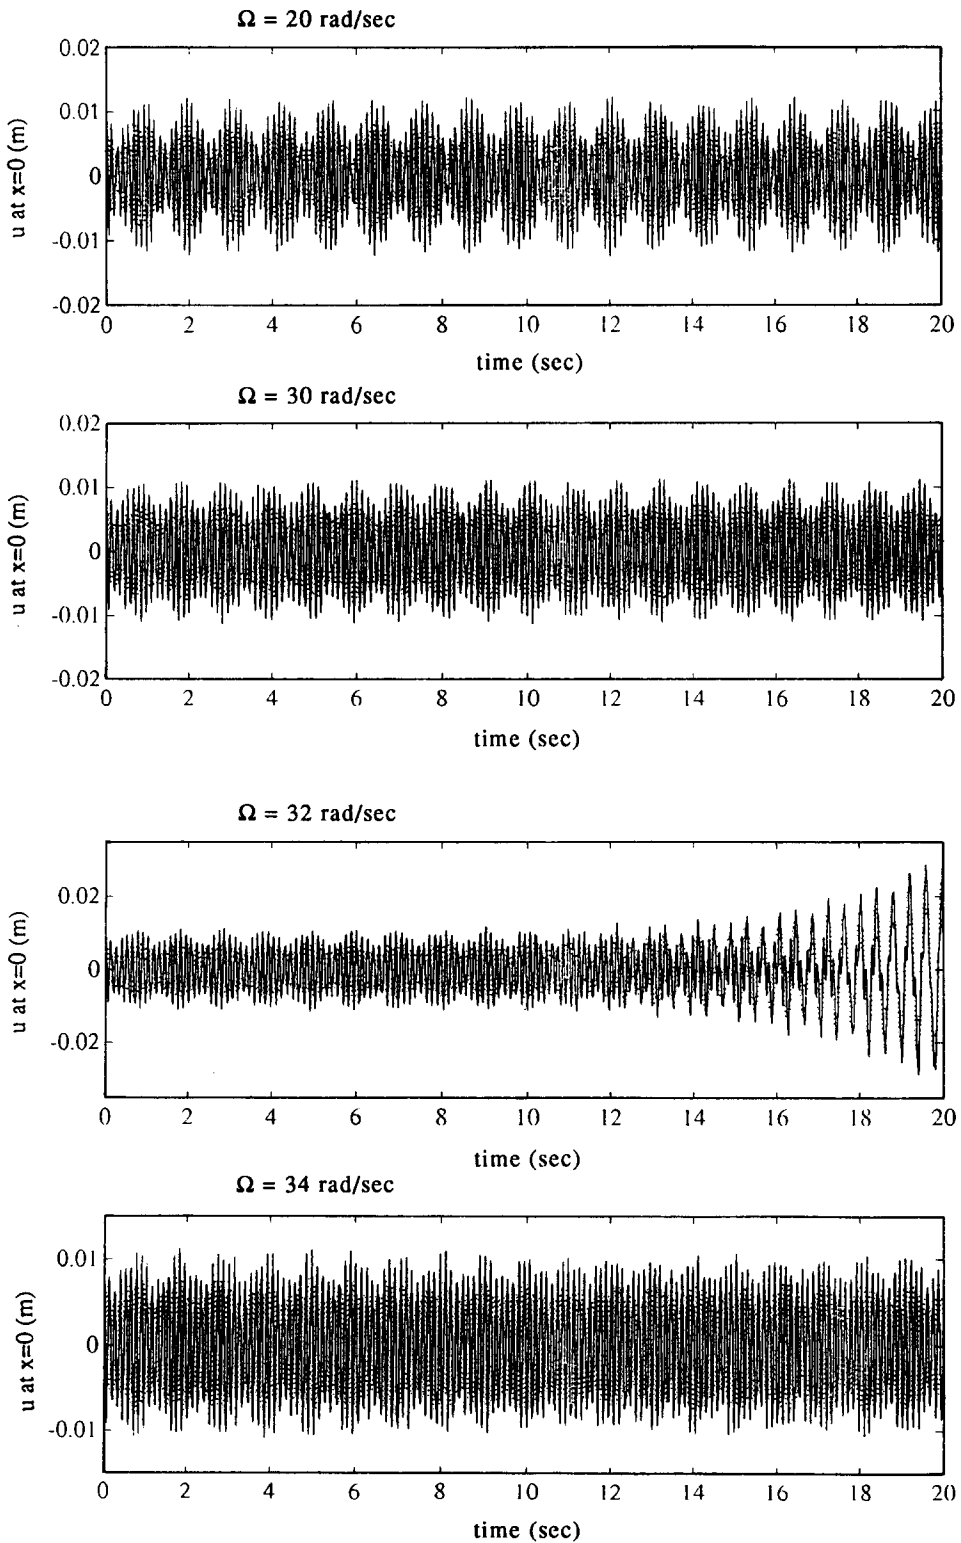 Ω = 20 rad/sec
0.02
0.01
0
-0.01
-0.02
u at x=0 (m)
0 2 4 6 8 10 12 14 16 18 20
time (sec)
Ω = 30 rad/sec
0.02
0.01
0
-0.01
-0.02
u at x=0 (m)
0 2 4 6 8 10 12 14 16 18 20
time (sec)
Ω = 32 rad/sec
0.02
0
-0.02
u at x=0 (m)
0 2 4 6 8 10 12 14 16 18 20
time (sec)
Ω = 34 rad/sec
0.01
0
-0.01
u at x=0 (m)
0 2 4 6 8 10 12 14 16 18 20
time (sec)